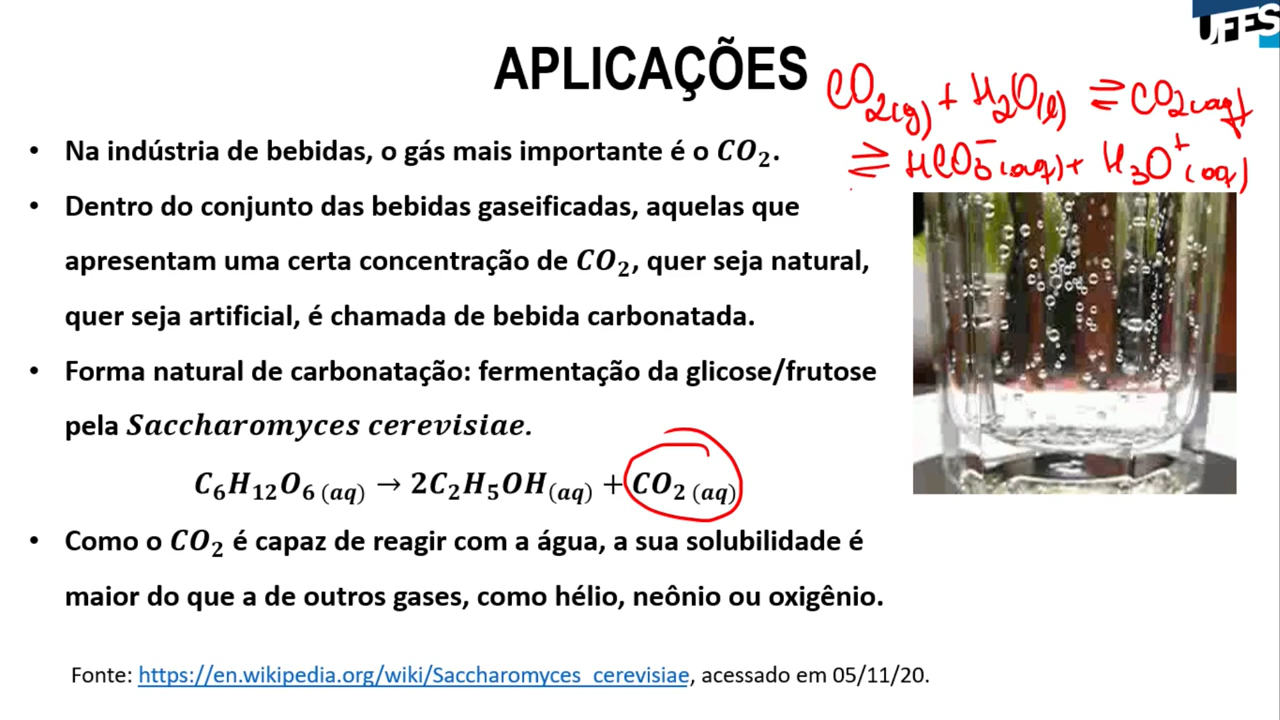 UFES
APLICAÇÕES
CO2(g) + H2O(l) ⇌ CO2(aq)
⇌ HCO3-(aq) + H3O+(aq)
• Na indústria de bebidas, o gás mais importante é o CO2.
• Dentro do conjunto das bebidas gaseificadas, aquelas que
apresentam uma certa concentração de CO2, quer seja natural,
quer seja artificial, é chamada de bebida carbonatada.
• Forma natural de carbonatação: fermentação da glicose/frutose
pela Saccharomyces cerevisiae.
C6H12O6 (aq) → 2C2H5OH(aq) + CO2 (aq)
• Como o CO2 é capaz de reagir com a água, a sua solubilidade é
maior do que a de outros gases, como hélio, neônio ou oxigênio.
Fonte: https://en.wikipedia.org/wiki/Saccharomyces_cerevisiae, acessado em 05/11/20.